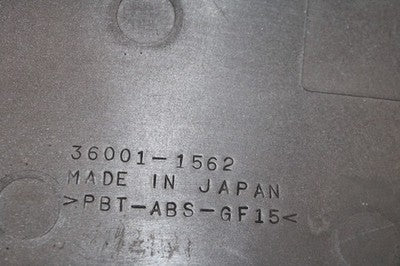 36001-1562
MADE IN JAPAN
>PBT-ABS-GF15<